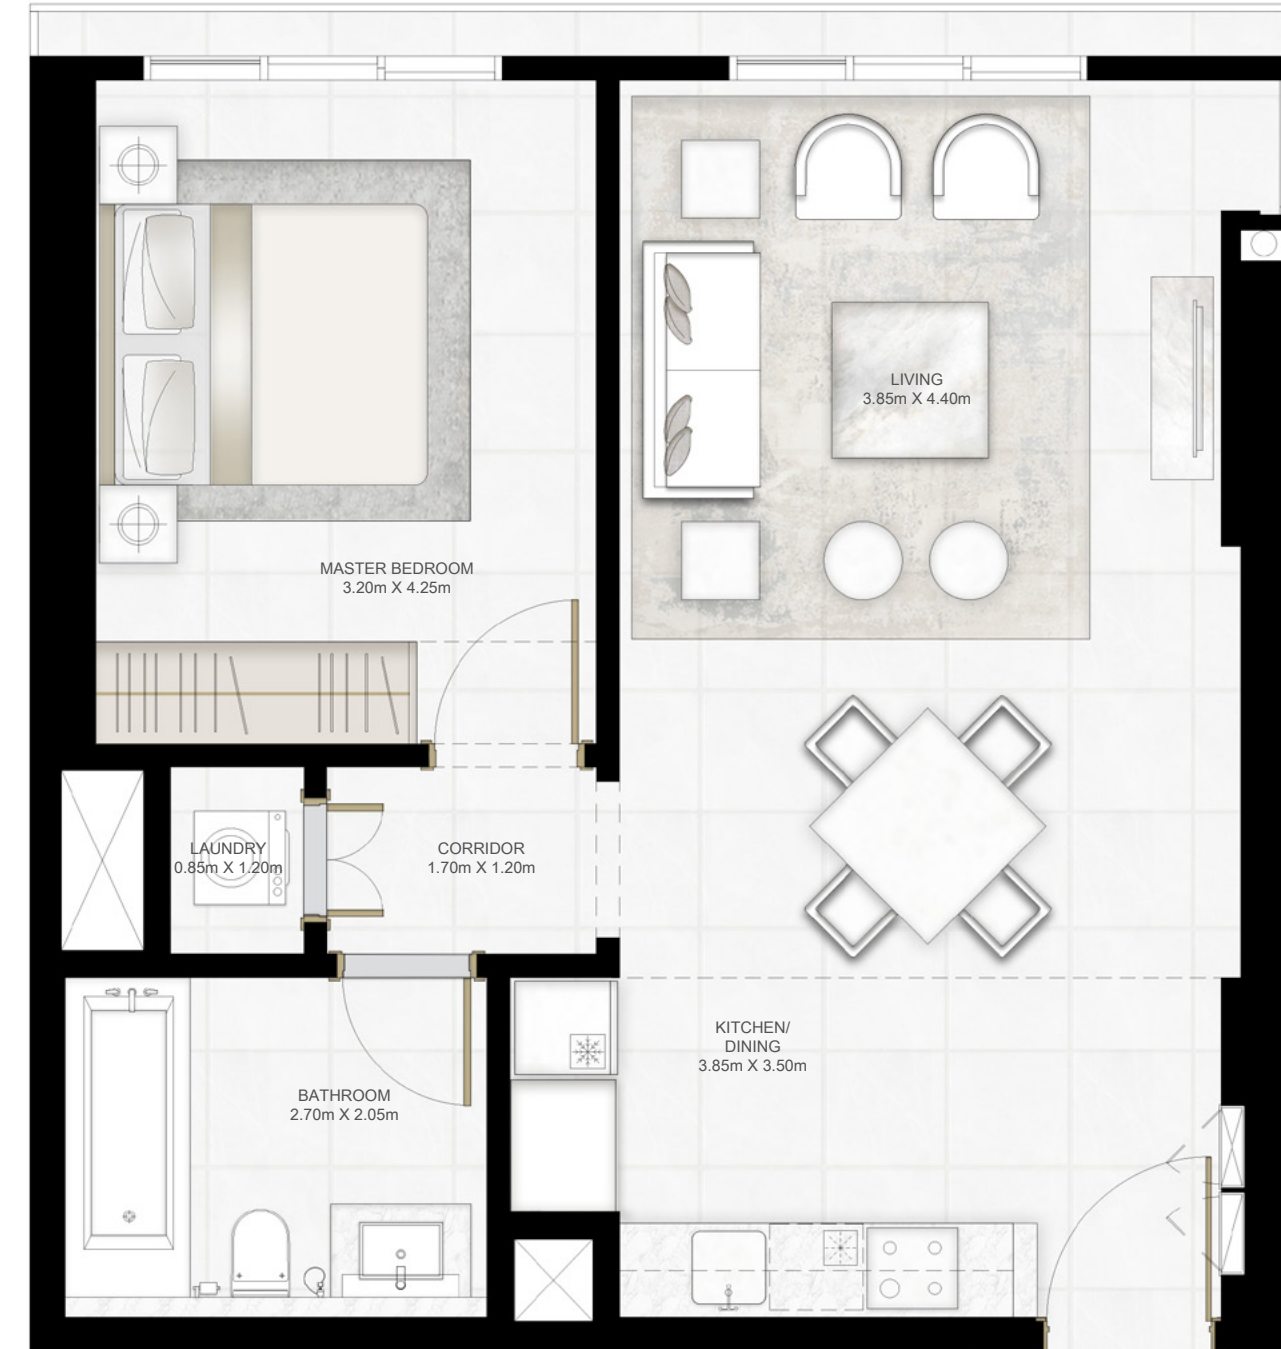 LIVING
3.85m X 4.40m
MASTER BEDROOM
3.20m X 4.25m
LAUNDRY
0.85m X 1.20m
CORRIDOR
1.70m X 1.20m
KITCHEN/
DINING
3.85m X 3.50m
BATHROOM
2.70m X 2.05m